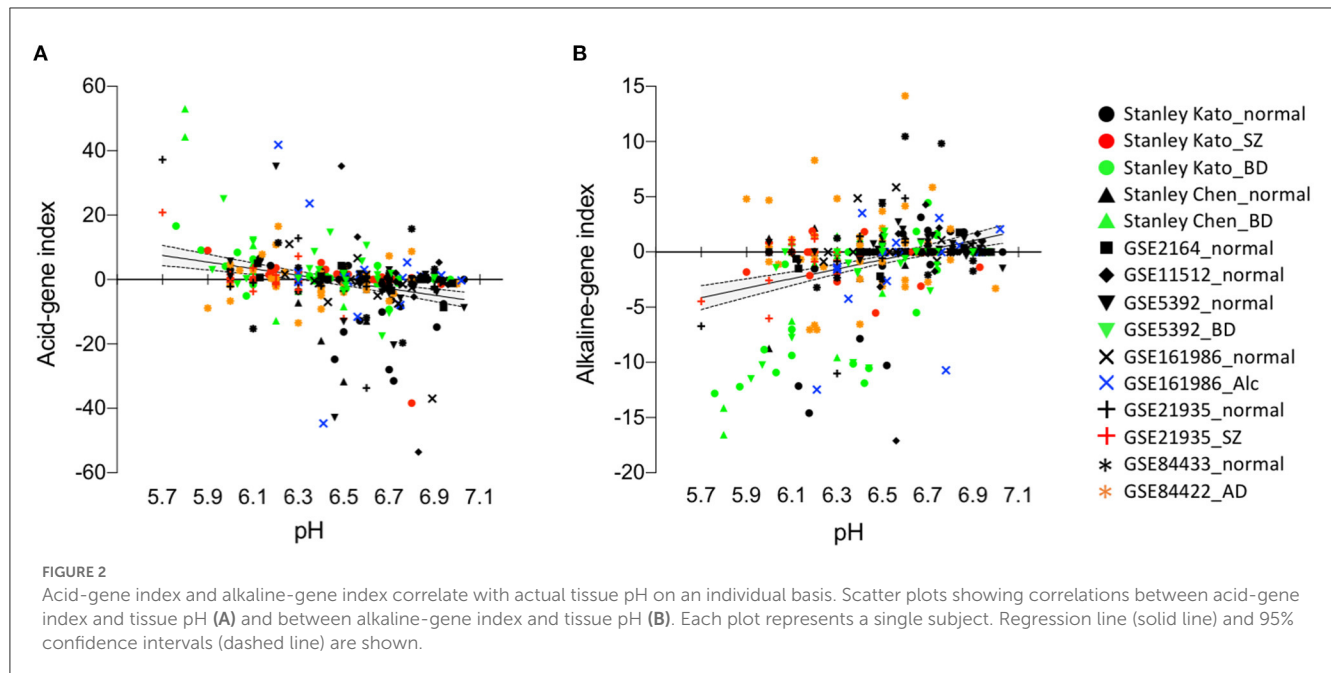 A
60
40
20
0
-20
-40
-60
Acid-gene index
5.7 5.9 6.1 6.3 6.5 6.7 6.9 7.1
pH
B
15
10
5
0
-5
-10
-15
-20
Alkaline-gene index
5.7 5.9 6.1 6.3 6.5 6.7 6.9 7.1
pH
Stanley Kato_normal
Stanley Kato_SZ
Stanley Kato_BD
Stanley Chen_normal
Stanley Chen_BD
GSE2164_normal
GSE11512_normal
GSE5392_normal
GSE5392_BD
GSE161986_normal
GSE161986_Alc
GSE21935_normal
GSE21935_SZ
GSE84433_normal
GSE84422_AD
FIGURE 2
Acid-gene index and alkaline-gene index correlate with actual tissue pH on an individual basis. Scatter plots showing correlations between acid-gene
index and tissue pH (A) and between alkaline-gene index and tissue pH (B). Each plot represents a single subject. Regression line (solid line) and 95%
confidence intervals (dashed line) are shown.